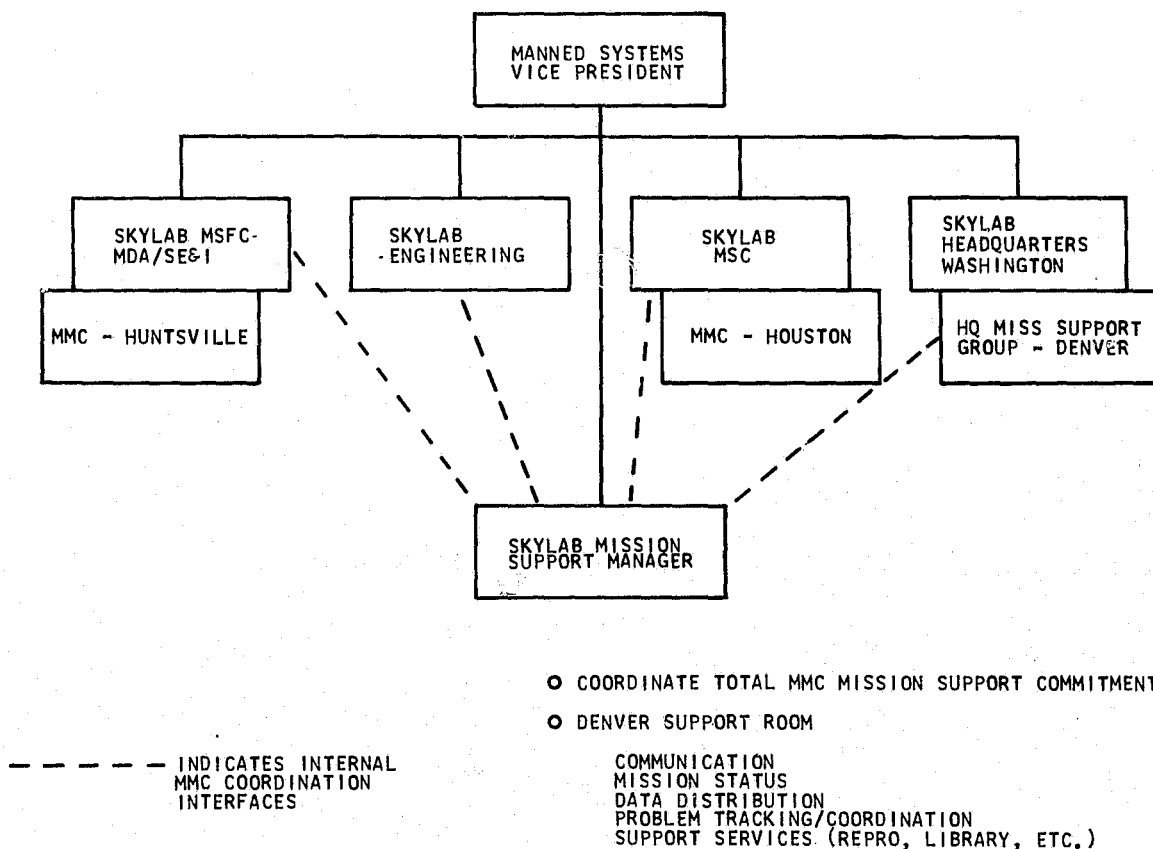 MANNED SYSTEMS
VICE PRESIDENT
SKYLAB MSFC-
MDA/SE&I
SKYLAB
-ENGINEERING
SKYLAB
MSC
SKYLAB
HEADQUARTERS
WASHINGTON
MMC - HUNTSVILLE
MMC - HOUSTON
HQ MISS SUPPORT
GROUP - DENVER
SKYLAB MISSION
SUPPORT MANAGER
O COORDINATE TOTAL MMC MISSION SUPPORT COMMITMENT
O DENVER SUPPORT ROOM
COMMUNICATION
MISSION STATUS
DATA DISTRIBUTION
PROBLEM TRACKING/COORDINATION
SUPPORT SERVICES (REPRO, LIBRARY, ETC.)
INDICATES INTERNAL
MMC COORDINATION
INTERFACES